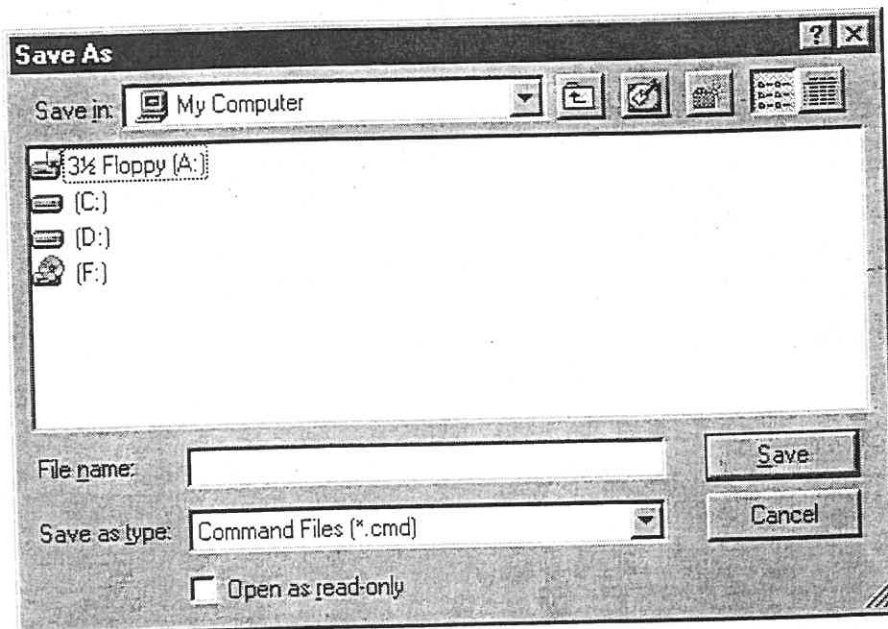 Save As
Save in: My Computer
3½ Floppy (A:)
(C:)
(D:)
(F:)
File name:
Save
Save as type: Command Files (*.cmd)
Cancel
Open as read-only